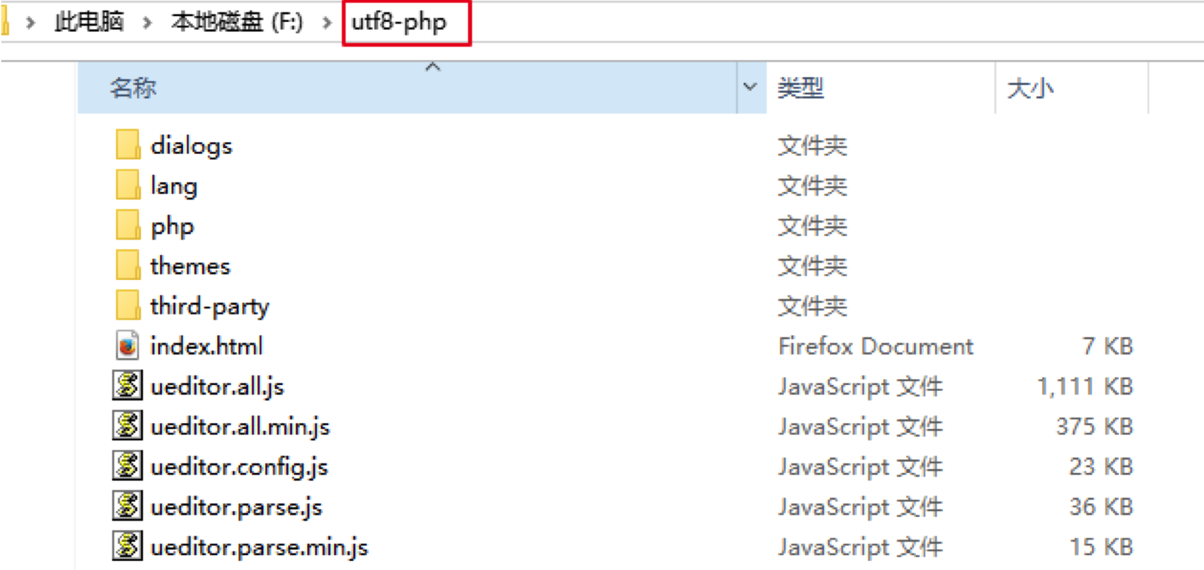 此电脑 › 本地磁盘 (F:) › utf8-php
名称 类型 大小
dialogs 文件夹
lang 文件夹
php 文件夹
themes 文件夹
third-party 文件夹
index.html Firefox Document 7 KB
ueditor.all.js JavaScript 文件 1,111 KB
ueditor.all.min.js JavaScript 文件 375 KB
ueditor.config.js JavaScript 文件 23 KB
ueditor.parse.js JavaScript 文件 36 KB
ueditor.parse.min.js JavaScript 文件 15 KB